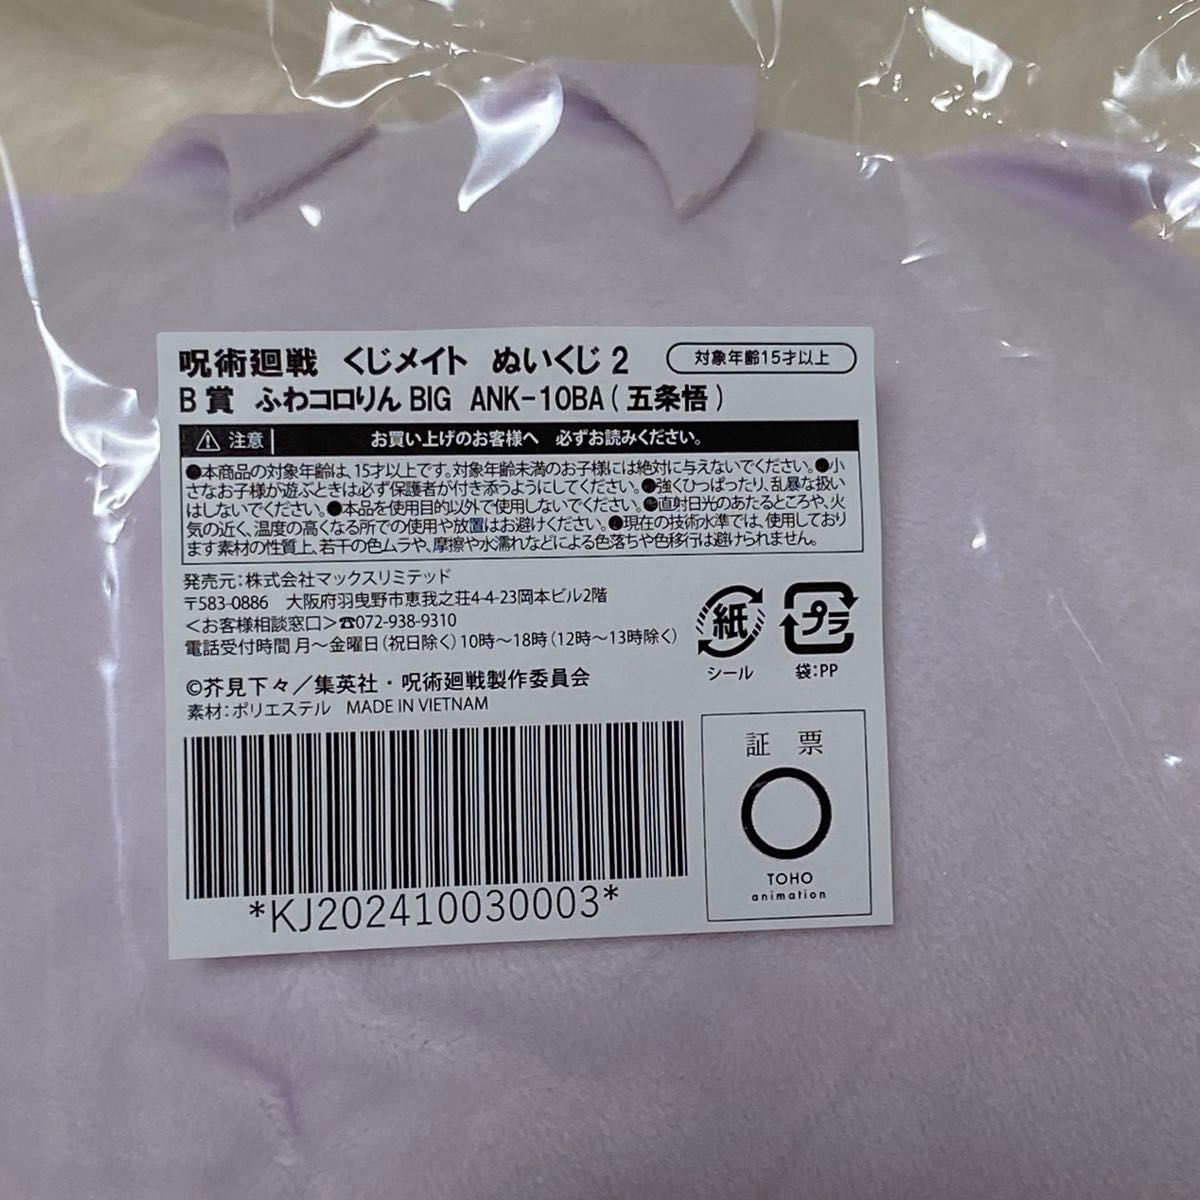 呪術廻戦 くじメイト ぬいくじ2
対象年齢15才以上
B賞 ふわコロりんBIG ANK-10BA(五条悟)
注意
お買い上げのお客様へ 必ずお読みください。
●本商品の対象年齢は、15才以上です。対象年齢未満のお子様には絶対に与えないでください。●小
さなお子様が遊ぶときは必ず保護者が付き添うようにしてください。●強くひっぱったり、乱暴な扱い
はしないでください。●本品を使用目的以外で使用しないでください。●直射日光のあたるところや、火
気の近く、温度の高くなる所での使用や放置はお避けください。●現在の技術水準では、使用しており
ます素材の性質上、若干の色ムラや、摩擦や水濡れなどによる色落ちや色移行は避けられません。
発売元:株式会社マックスリミテッド
〒583-0886 大阪府羽曳野市恵我之荘4-4-23岡本ビル2階
<お客様相談窓口>☎072-938-9310
電話受付時間 月〜金曜日(祝日除く)10時〜18時(12時〜13時除く)
紙
シール
プラ
袋:PP
©芥見下々/集英社・呪術廻戦製作委員会
素材:ポリエステル MADE IN VIETNAM
*KJ202410030003*
証 票
TOHO
animation